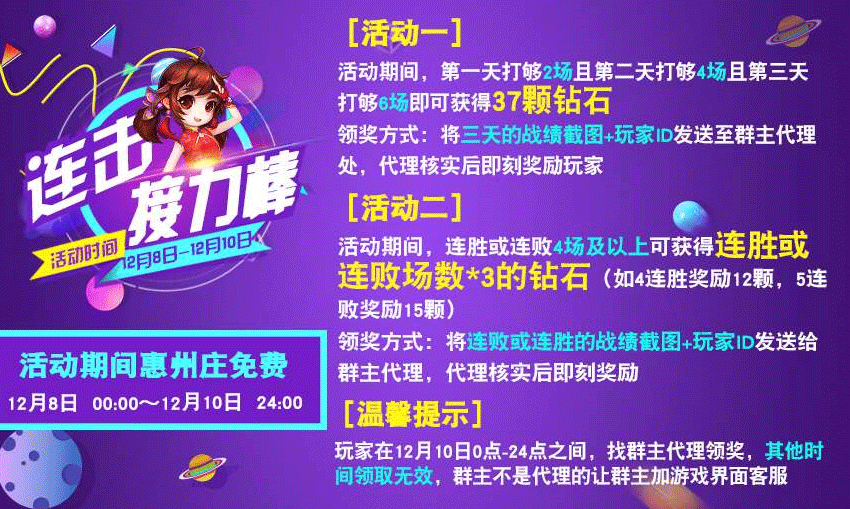 连击
接力棒
活动时间
12月8日-12月10日
活动期间惠州庄免费
12月8日 00:00~12月10日 24:00
[活动一]
活动期间，第一天打够2场且第二天打够4场且第三天
打够6场即可获得37颗钻石
领奖方式：将三天的战绩截图+玩家ID发送至群主代理
处，代理核实后即刻奖励玩家
[活动二]
活动期间，连胜或连败4场及以上可获得连胜或
连败场数*3的钻石（如4连胜奖励12颗，5连
败奖励15颗）
领奖方式：将连败或连胜的战绩截图+玩家ID发送给
群主代理，代理核实后即刻奖励
[温馨提示]
玩家在12月10日0点-24点之间，找群主代理领奖，其他时
间领取无效，群主不是代理的让群主加游戏界面客服